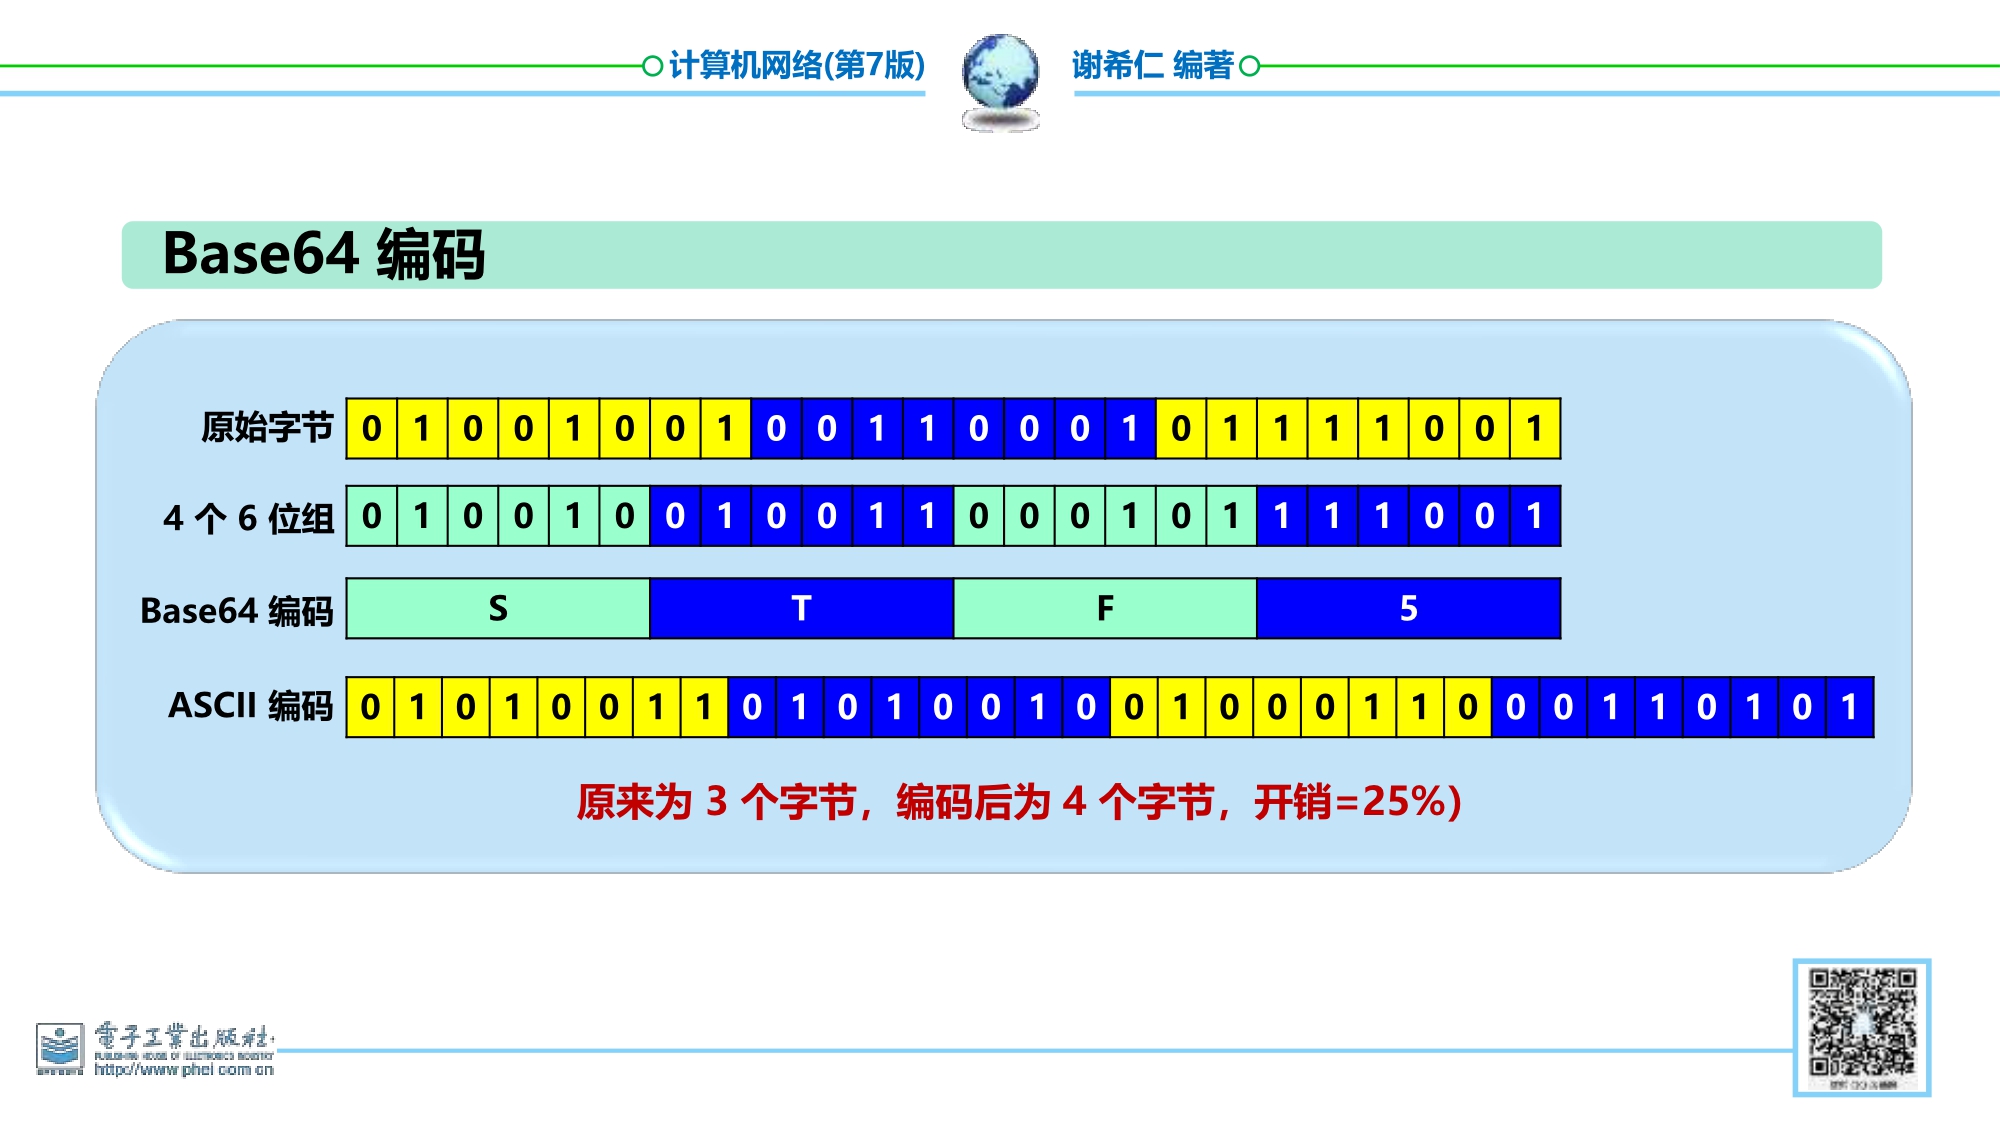 计算机网络(第7版) 谢希仁 编著
Base64 编码
原始字节 0 1 0 0 1 0 0 1 0 0 1 1 0 0 0 1 0 1 1 1 1 0 0 1
4 个 6 位组 0 1 0 0 1 0 0 1 0 0 1 1 0 0 0 1 0 1 1 1 1 0 0 1
Base64 编码 S T F 5
ASCII 编码 0 1 0 1 0 0 1 1 0 1 0 1 0 0 1 0 0 1 0 0 0 1 1 0 0 0 1 1 0 1 0 1
原来为 3 个字节，编码后为 4 个字节，开销=25%)
電子工業出版社
PUBLISHING HOUSE OF ELECTRONICS INDUSTRY
http://www.phei.com.cn